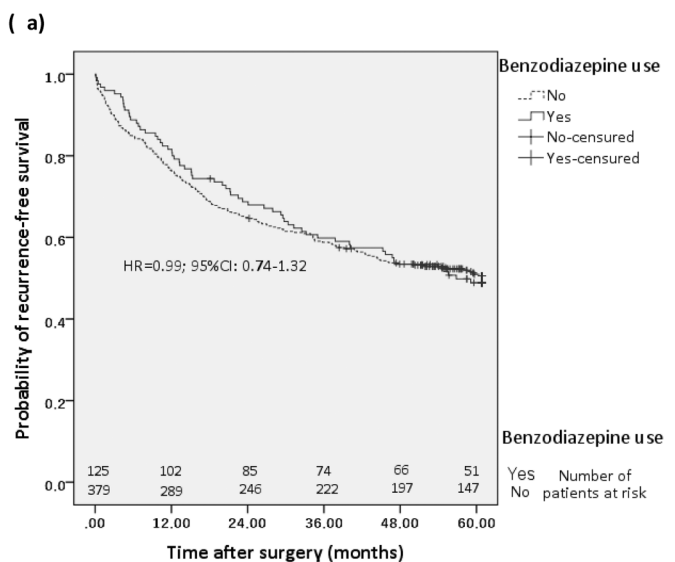 ( a)
Benzodiazepine use
No
Yes
No-censured
Yes-censured
Probability of recurrence-free survival
1.0
0.8
0.6
0.4
0.2
0.0
HR=0.99; 95%CI: 0.74-1.32
Benzodiazepine use
125 102 85 74 66 51 Yes Number of
379 289 246 222 197 147 No patients at risk
.00 12.00 24.00 36.00 48.00 60.00
Time after surgery (months)